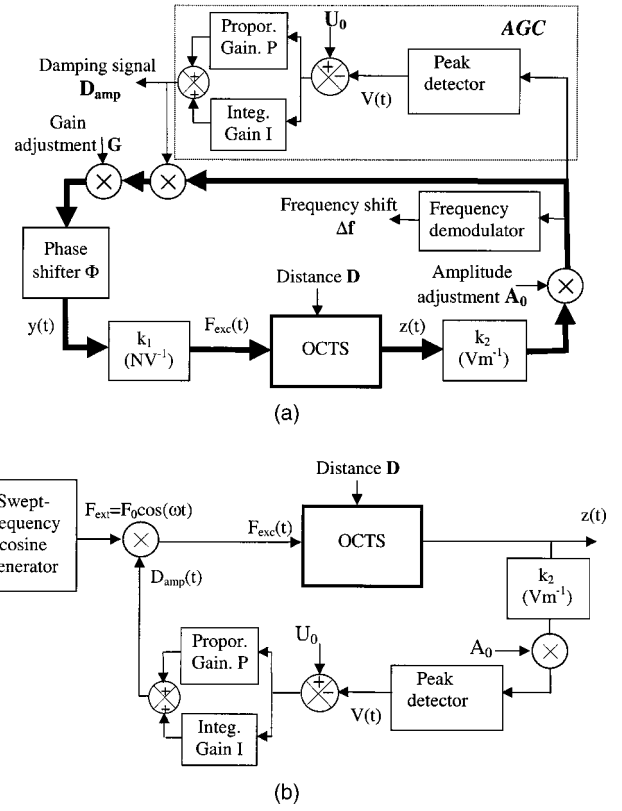 AGC
U₀
Propor.
Gain. P
+
−
+
+
Peak
detector
V(t)
Integ.
Gain I
Damping signal
Damp
Gain
adjustment G
×
×
Frequency shift
Δf
Frequency
demodulator
Phase
shifter Φ
Distance D
Amplitude
adjustment A₀
×
y(t)
k₁
(NV⁻¹)
Fexc(t)
OCTS
z(t)
k₂
(Vm⁻¹)
(a)
Distance D
Swept-
equency
cosine
enerator
Fext=F₀cos(ωt)
×
Fexc(t)
OCTS
z(t)
Damp(t)
k₂
(Vm⁻¹)
Propor.
Gain. P
U₀
A₀
×
+
−
+
+
Peak
detector
V(t)
Integ.
Gain I
(b)